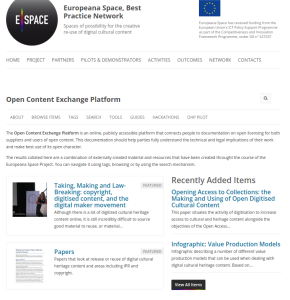 Europeana Space, Best
Practice Network
Spaces of possibility for the creative
re-use of digital cultural content
E SPACE
Europeana Space has received funding from the
European Union's ICT Policy Support Programme
as part of the Competitiveness and Innovation
Framework Programme, under GA n° 621037
HOME PROJECT PARTNERS PILOTS & DEMONSTRATORS ACTIVITIES OUTCOMES NETWORK CONTACT
Open Content Exchange Platform
ABOUT BROWSE ITEMS TAGS SEARCH TOOLS GUIDES HACKATHONS IPR PILOT
The Open Content Exchange Platform is an online, publicly accessible platform that connects people to documentation on open licensing for both
suppliers and users of open content. This documentation should help parties fully understand the technical and legal implications of their work
and make best use of its open character.
The results collated here are a combination of externally created material and resources that have been created through the course of the
Europeana Space Project. You can navigate it using tags, browsing or by using the search mechanism.
Taking, Making and Law-
Breaking: copyright,
digitised content, and the
digital maker movement
FEATURED
Although there is a lot of digitised cultural heritage
content online, it is still incredibly difficult to source
good material to reuse, or material...
Papers
FEATURED
Papers that look at release or reuse of digital cultural
heritage content and areas including IPR and
copyright.
Recently Added Items
Opening Access to Collections: the
Making and Using of Open Digitised
Cultural Content
This paper situates the activity of digitisation to increase
access to cultural and heritage content alongside the
objectives of the Open Access...
Infographic: Value Production Models
Infographic describing a number of different value
production models that can be used when dealing with
digital cultural heritage content. Based on...
View All Items